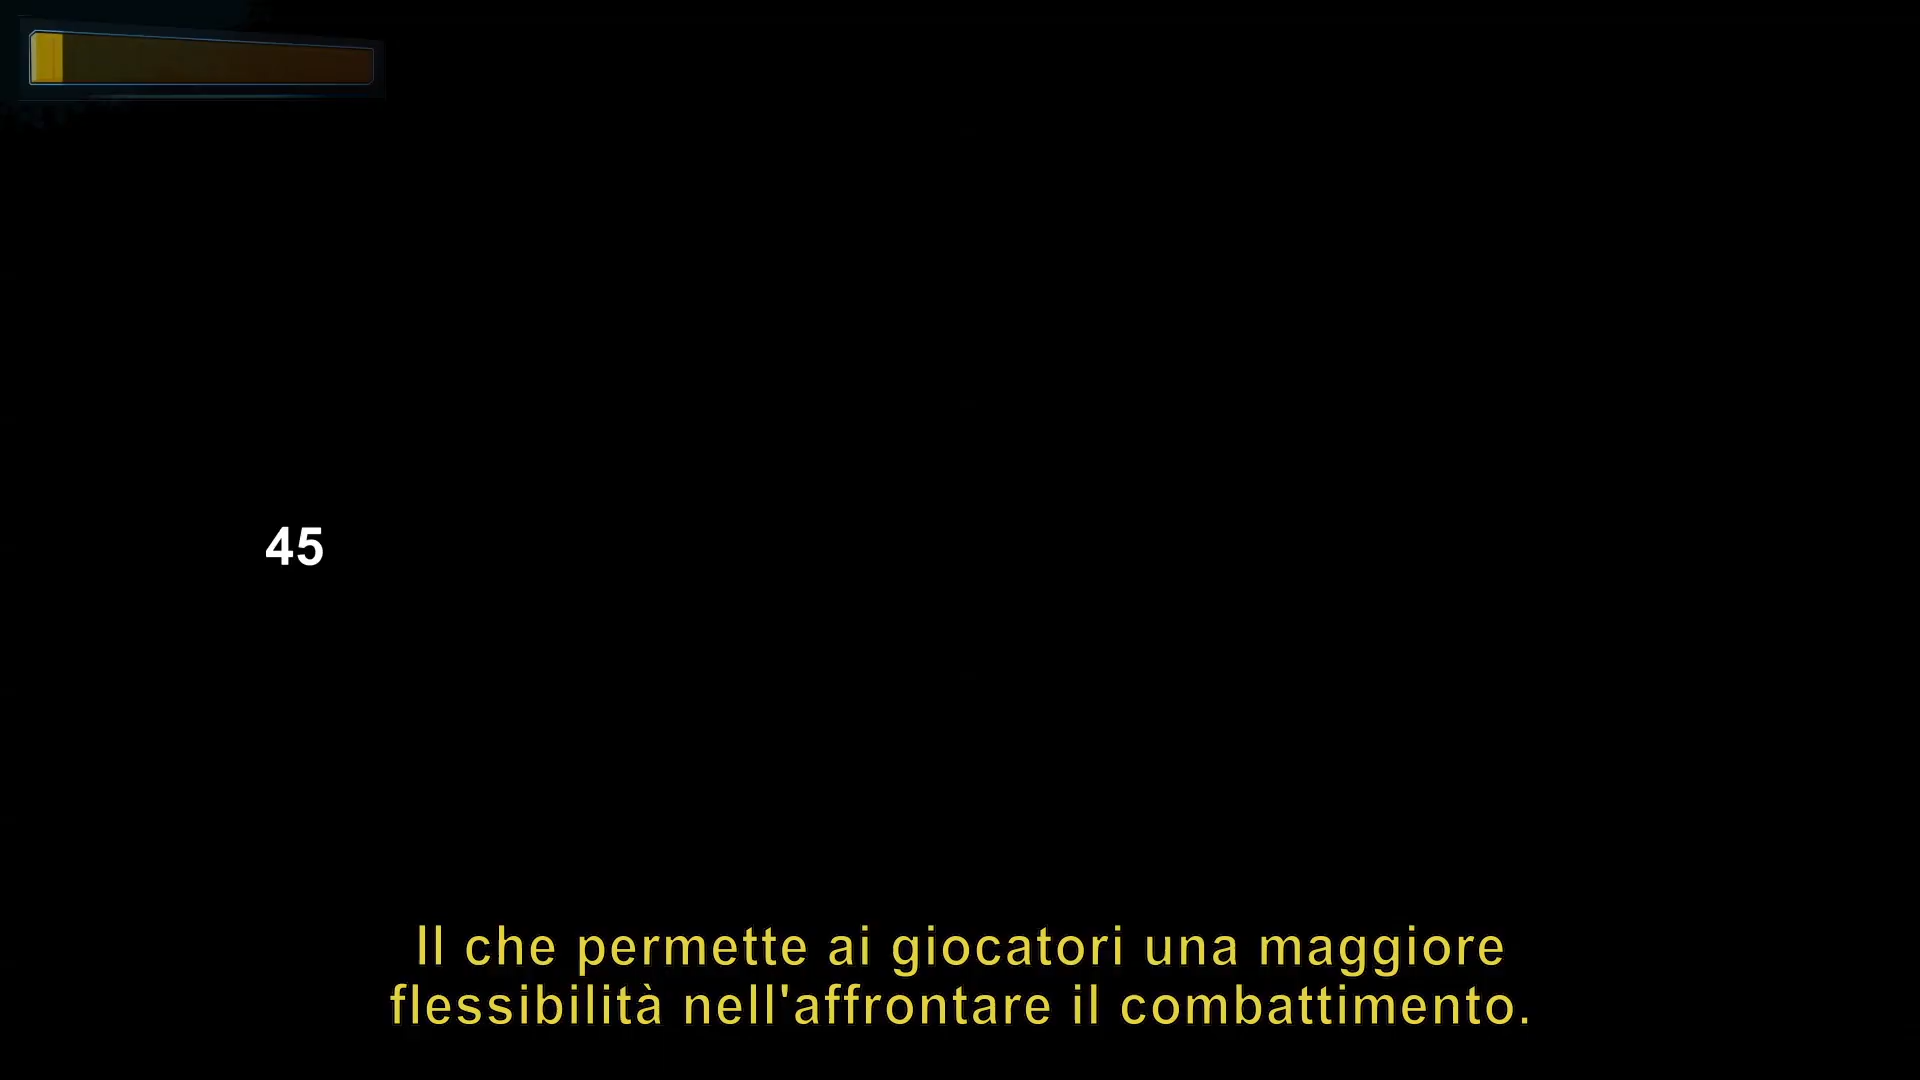 45
Il che permette ai giocatori una maggiore
flessibilità nell'affrontare il combattimento.